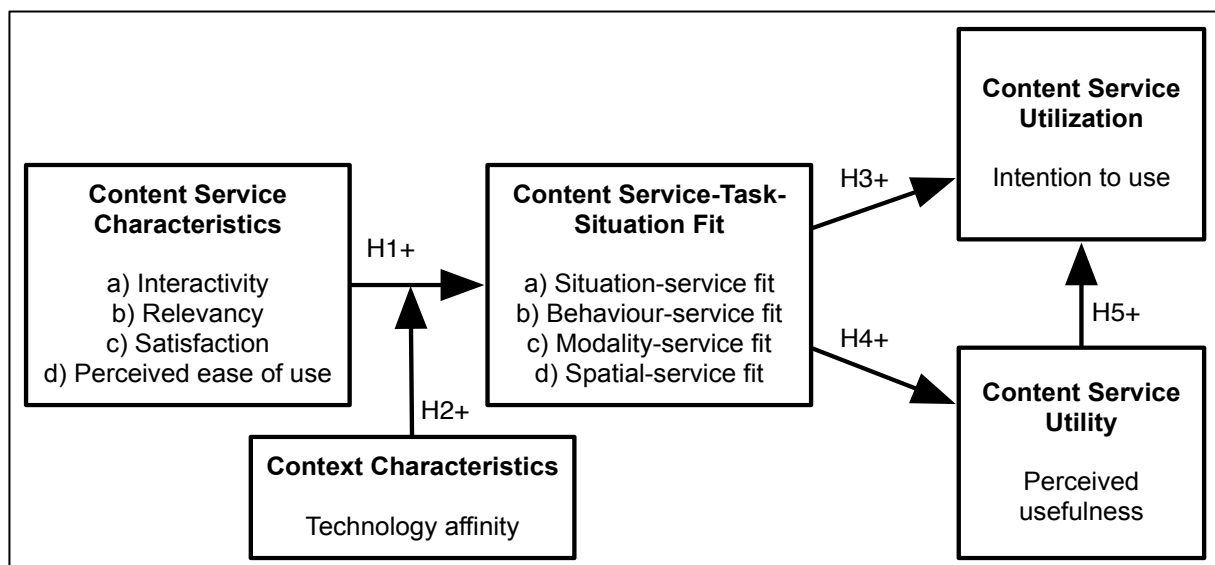 Content Service
Characteristics
a) Interactivity
b) Relevancy
c) Satisfaction
d) Perceived ease of use
H1+
H2+
Context Characteristics
Technology affinity
Content Service-Task-
Situation Fit
a) Situation-service fit
b) Behaviour-service fit
c) Modality-service fit
d) Spatial-service fit
H3+
H4+
Content Service
Utilization
Intention to use
H5+
Content Service
Utility
Perceived
usefulness